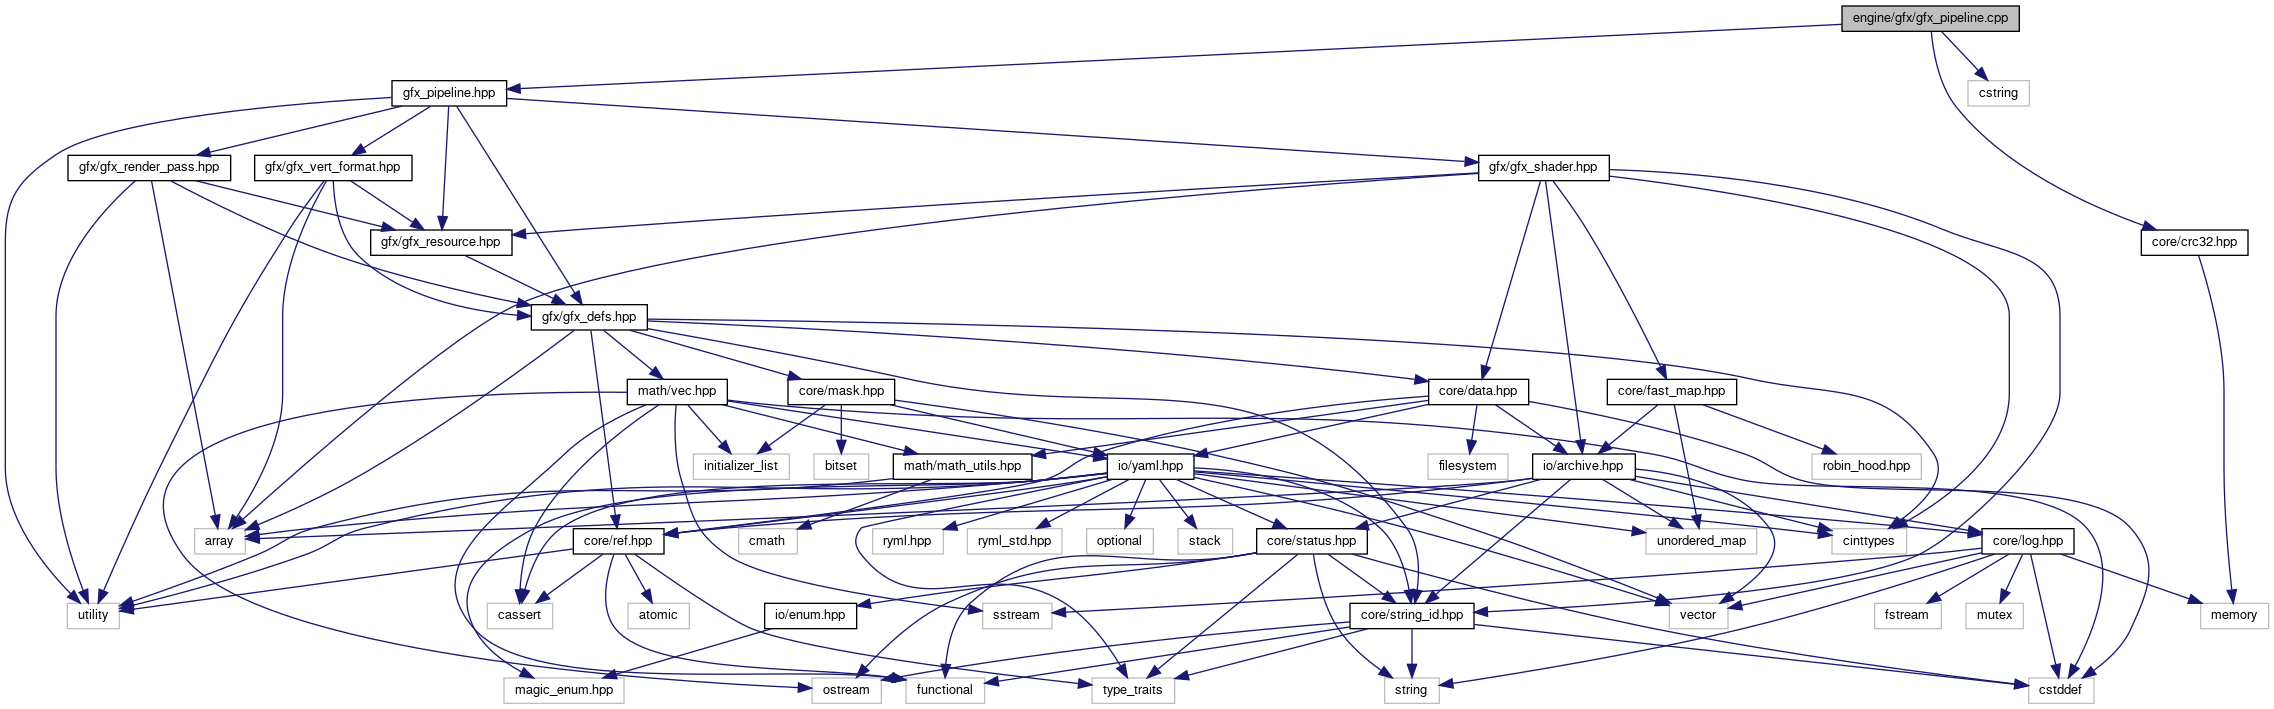 engine/gfx/gfx_pipeline.cpp
gfx_pipeline.hpp
cstring
gfx/gfx_render_pass.hpp
gfx/gfx_vert_format.hpp
gfx/gfx_shader.hpp
gfx/gfx_resource.hpp
core/crc32.hpp
gfx/gfx_defs.hpp
math/vec.hpp
core/mask.hpp
core/data.hpp
core/fast_map.hpp
initializer_list
bitset
math/math_utils.hpp
io/yaml.hpp
filesystem
io/archive.hpp
robin_hood.hpp
array
core/ref.hpp
cmath
ryml.hpp
ryml_std.hpp
optional
stack
core/status.hpp
unordered_map
cinttypes
core/log.hpp
utility
cassert
atomic
io/enum.hpp
sstream
core/string_id.hpp
vector
fstream
mutex
memory
magic_enum.hpp
ostream
functional
type_traits
string
cstddef